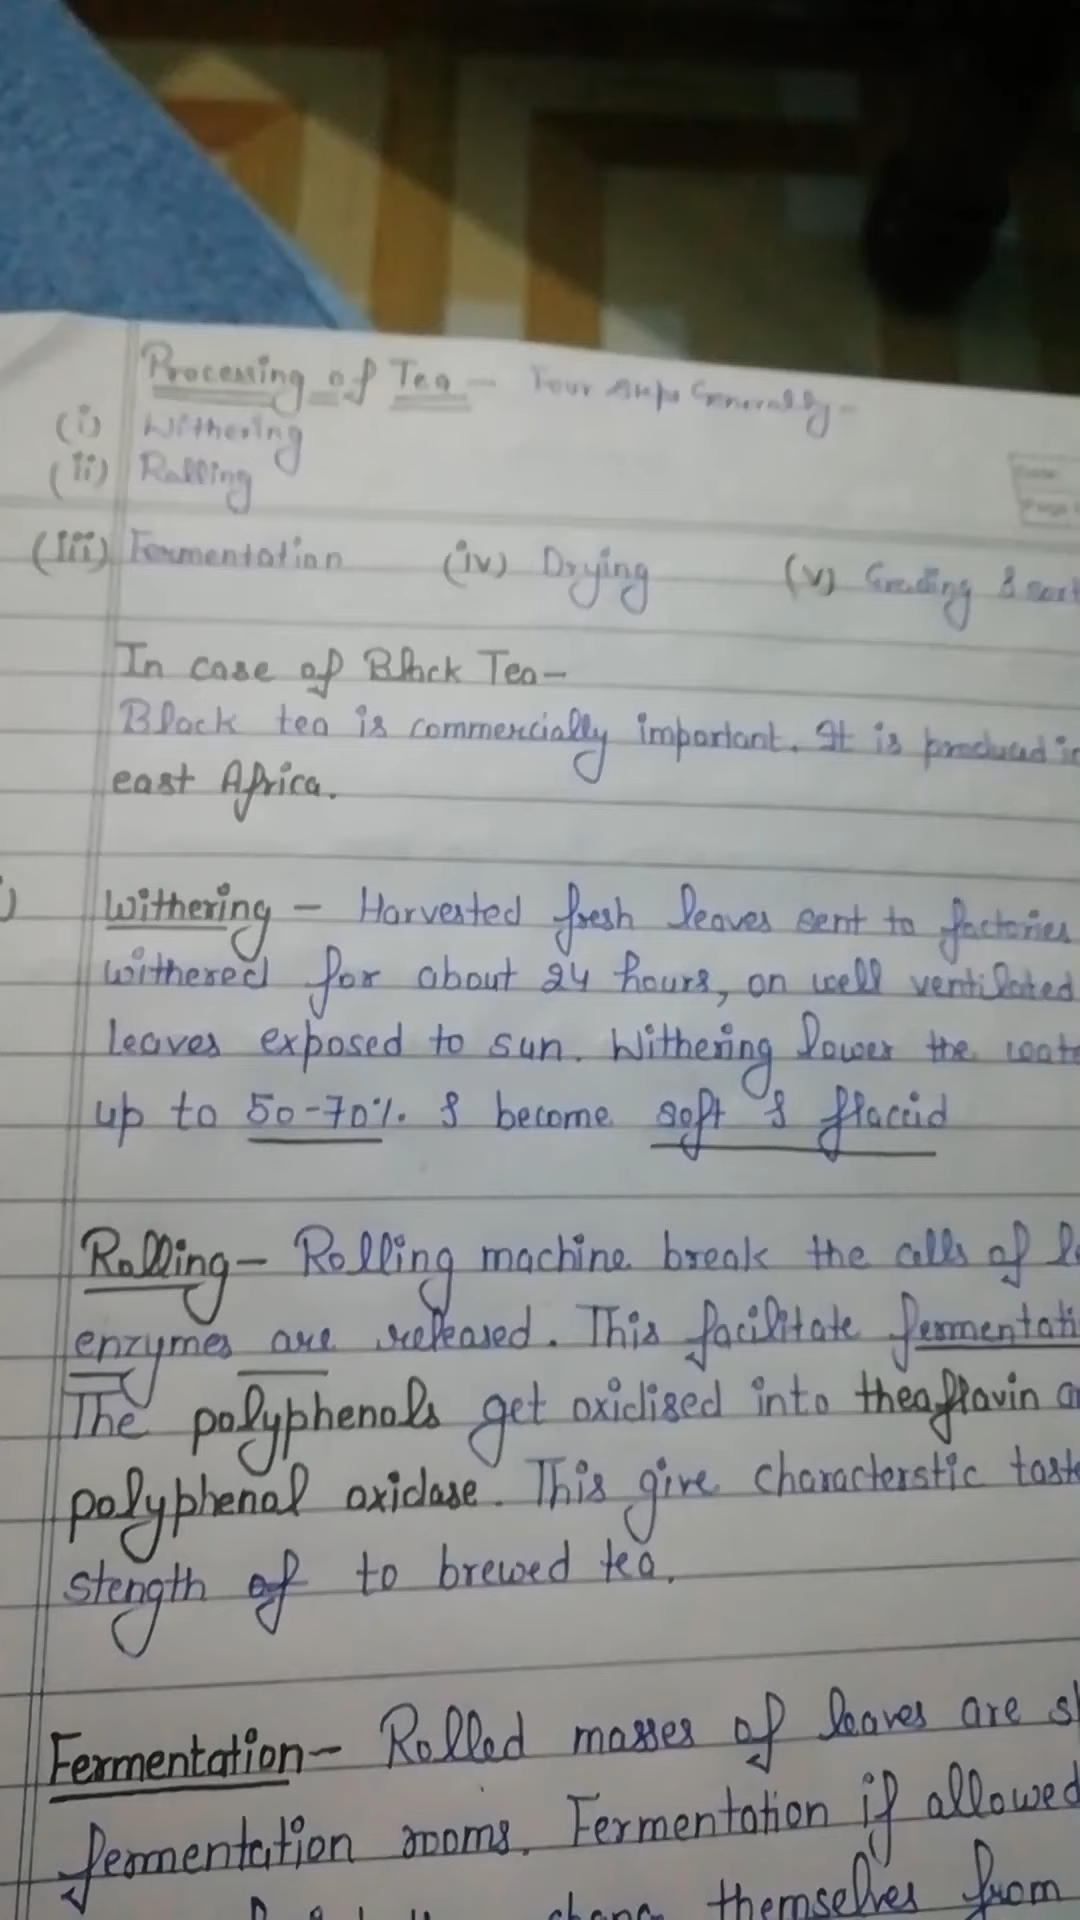 Processing of Tea - Four steps Generally -
(i) Withering
(ii) Rolling
(iii) Fermentation (iv) Drying (v) Grading &
In case of Black Tea-
Black tea is commercially important. It is produced in
east Africa.
Withering - Harvested fresh leaves sent to factories
withered for about 24 hours, on well ventilated
leaves exposed to sun. Withering lower the
up to 50-70% & become soft & flaccid
Rolling - Rolling machine break the cells of
enzymes are released. This facilitate
The polyphenols get oxidised into theaflavin
polyphenol oxidase. This give characterstic
stength of to brewed tea.
Fermentation - Rolled masses of leaves are
fermentation rooms. Fermentation if allowed
themselves from